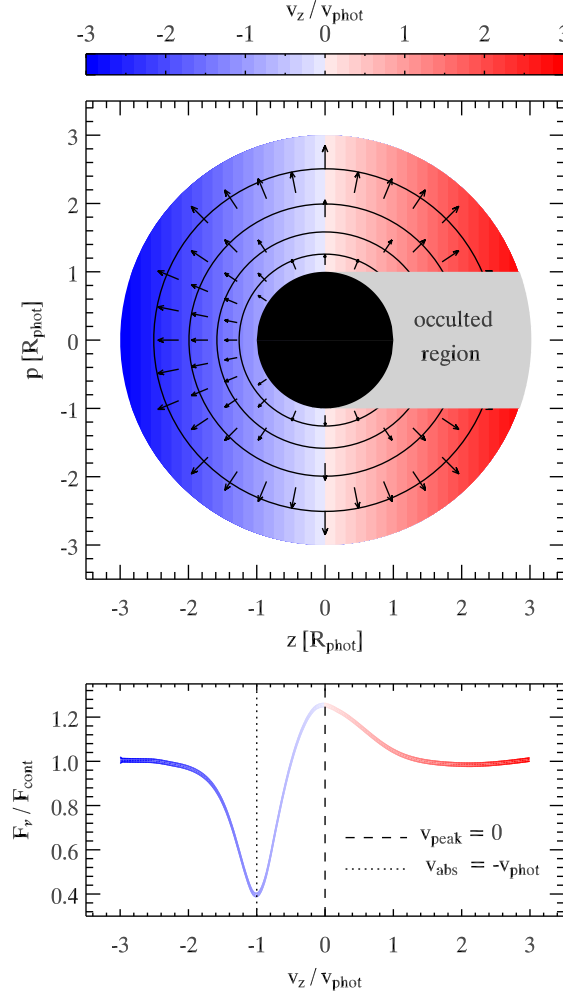 v_z / v_phot
-3 -2 -1 0 1 2 3
3
2
1
0
-1
-2
-3
p [R_phot]
occulted
region
-3 -2 -1 0 1 2 3
z [R_phot]
1.2
1.0
0.8
0.6
0.4
F_ν / F_cont
v_peak = 0
v_abs = -v_phot
-3 -2 -1 0 1 2 3
v_z / v_phot